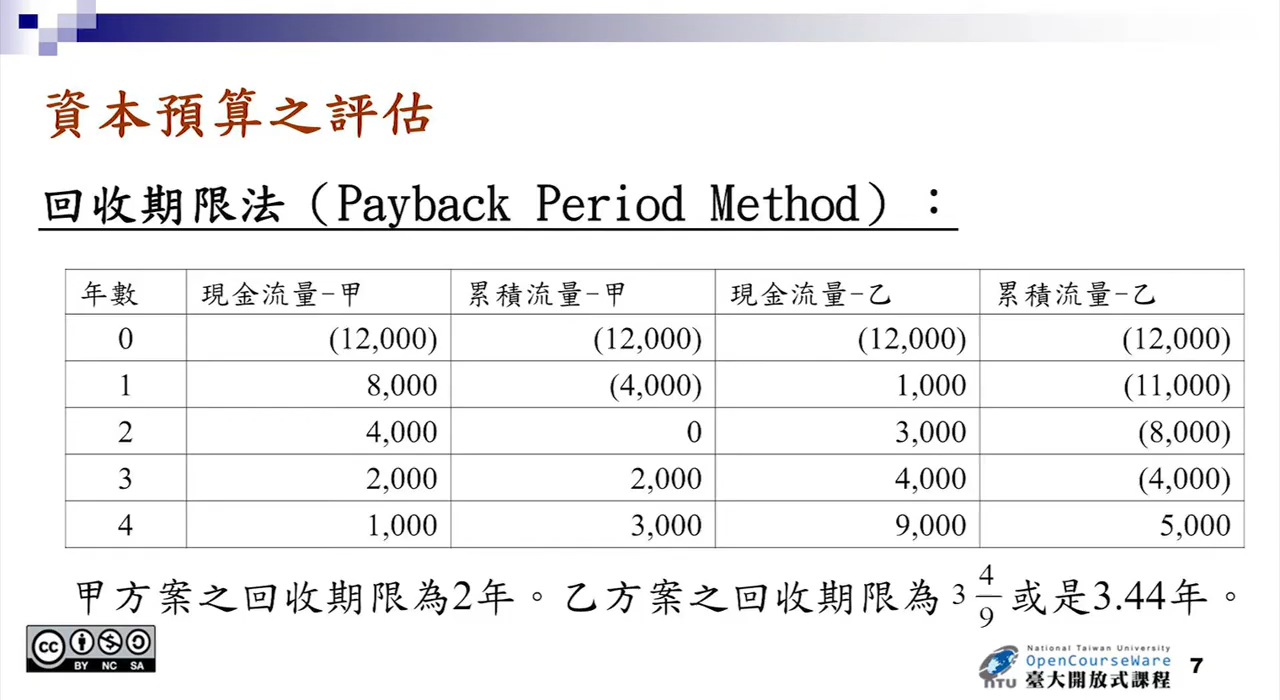 資本預算之評估
回收期限法（Payback Period Method）：
年數 現金流量-甲 累積流量-甲 現金流量-乙 累積流量-乙
0 (12,000) (12,000) (12,000) (12,000)
1 8,000 (4,000) 1,000 (11,000)
2 4,000 0 3,000 (8,000)
3 2,000 2,000 4,000 (4,000)
4 1,000 3,000 9,000 5,000
甲方案之回收期限為2年。乙方案之回收期限為 3 4/9 或是3.44年。
cc BY NC SA
National Taiwan University
OpenCourseWare
NTU 臺大開放式課程
7